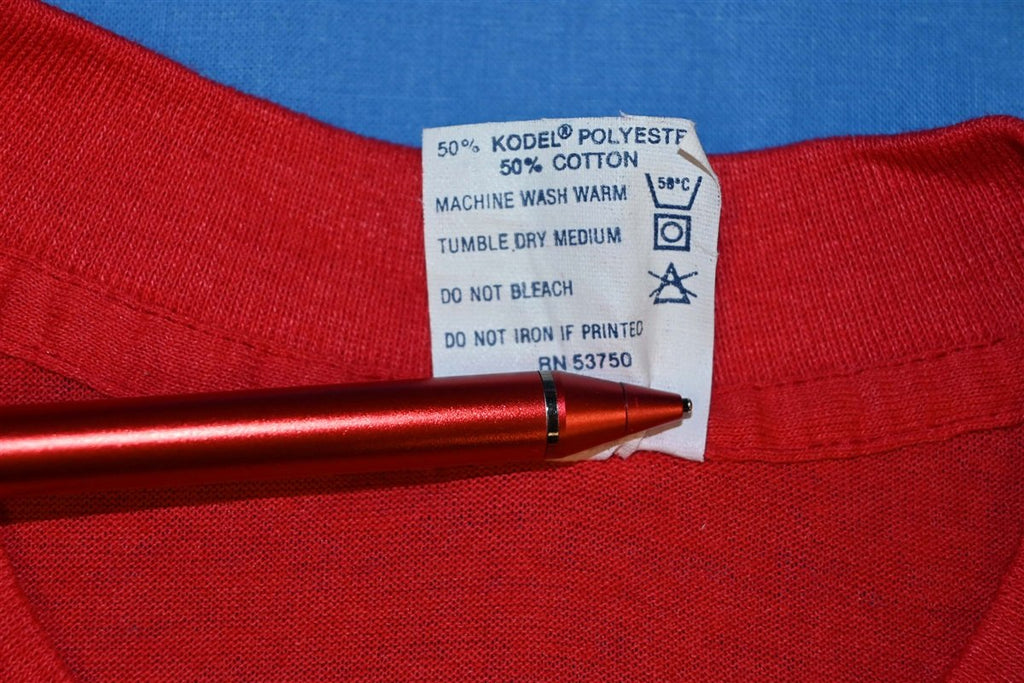 50% KODEL® POLYESTE
50% COTTON
MACHINE WASH WARM
50°C
TUMBLE DRY MEDIUM
DO NOT BLEACH
DO NOT IRON IF PRINTED
RN 53750